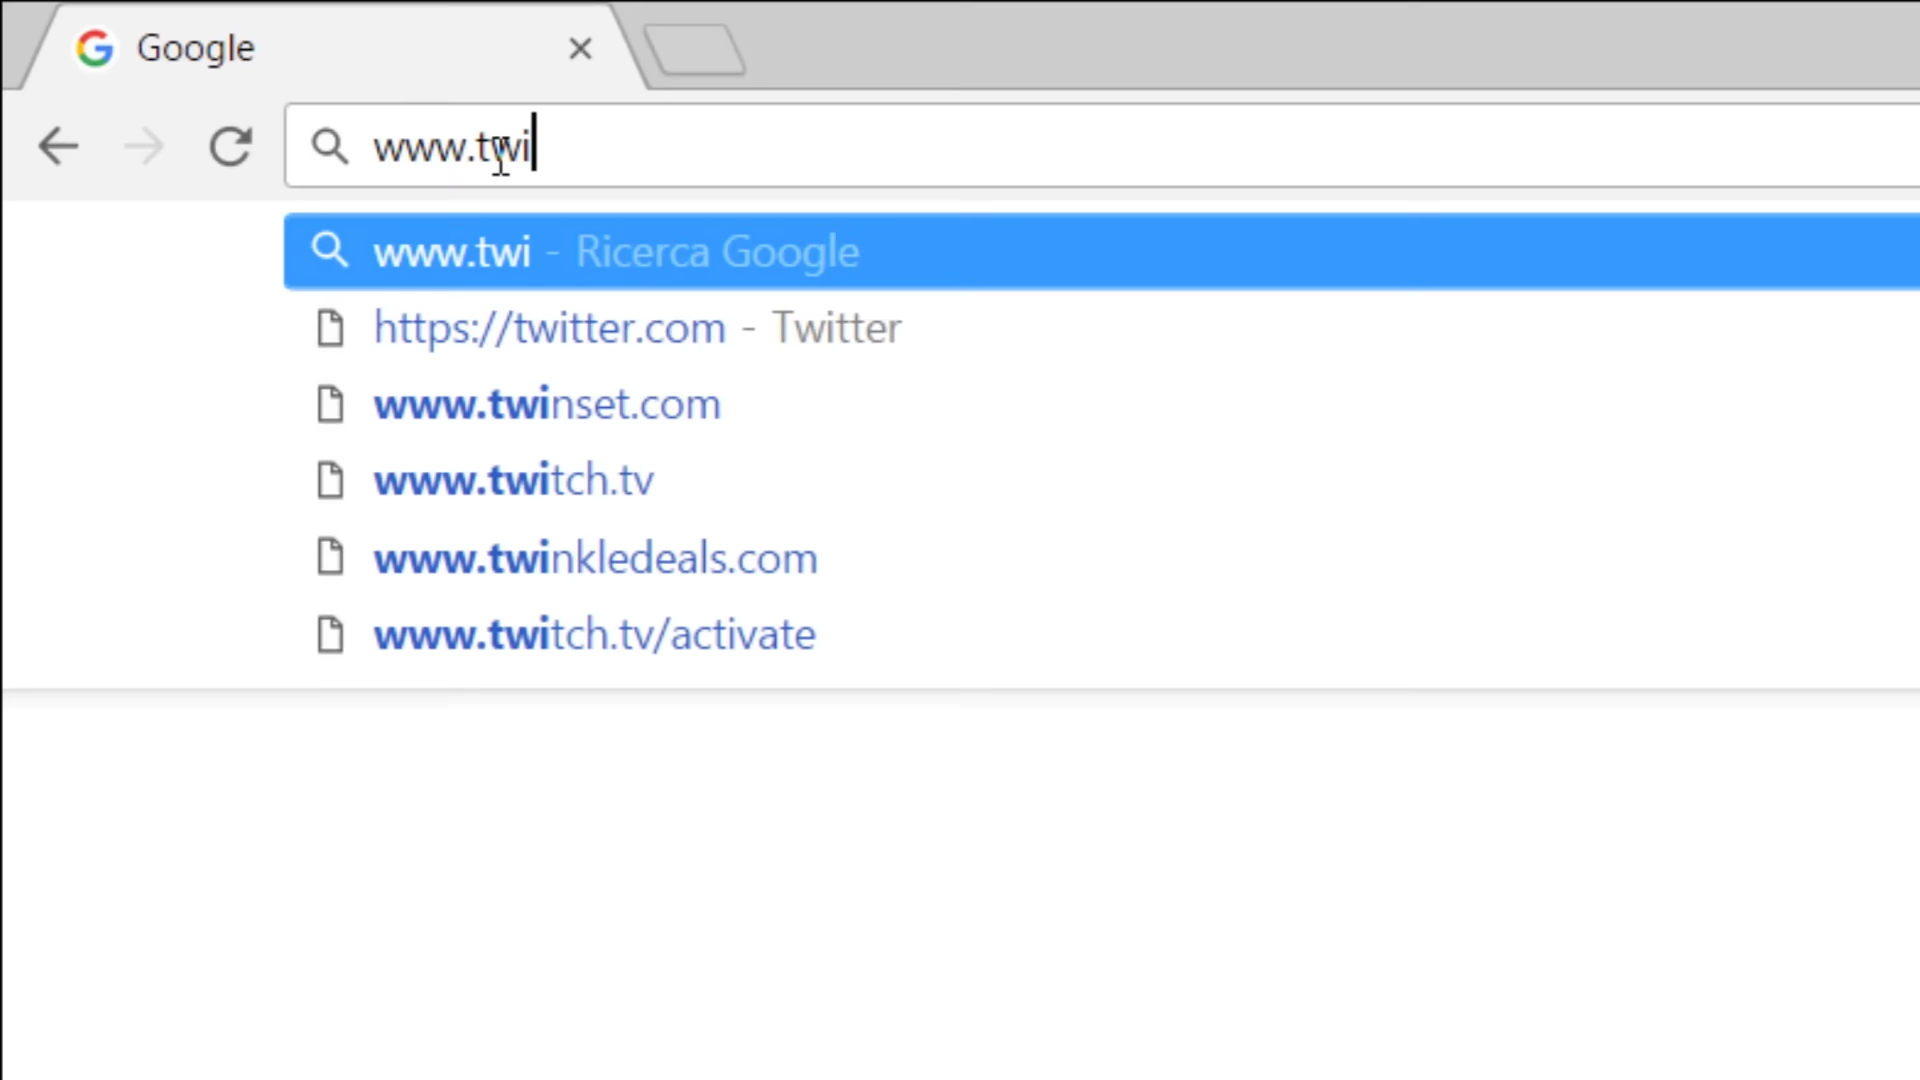 Google
www.twi
www.twi - Ricerca Google
https://twitter.com - Twitter
www.twinset.com
www.twitch.tv
www.twinkledeals.com
www.twitch.tv/activate